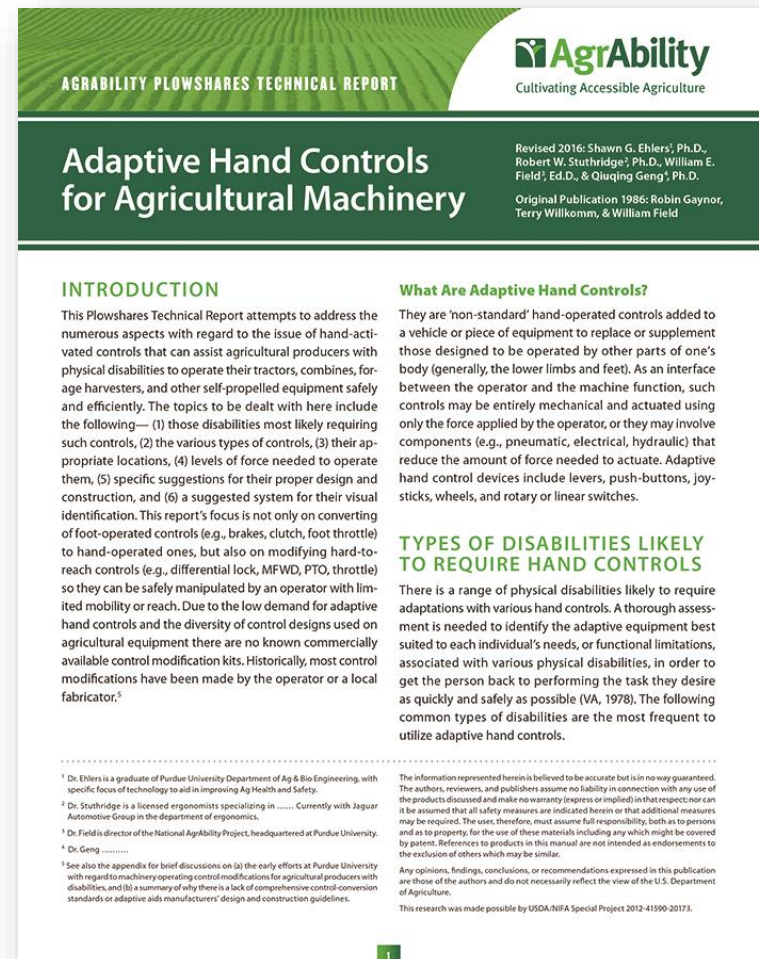 AGRABILITY PLOWSHARES TECHNICAL REPORT
AgrAbility
Cultivating Accessible Agriculture
Adaptive Hand Controls
for Agricultural Machinery
Revised 2016: Shawn G. Ehlers¹, Ph.D.,
Robert W. Stuthridge², Ph.D., William E.
Field³, Ed.D., & Qiuqing Geng⁴, Ph.D.
Original Publication 1986: Robin Gaynor,
Terry Willkomm, & William Field
INTRODUCTION
This Plowshares Technical Report attempts to address the
numerous aspects with regard to the issue of hand-acti-
vated controls that can assist agricultural producers with
physical disabilities to operate their tractors, combines, for-
age harvesters, and other self-propelled equipment safely
and efficiently. The topics to be dealt with here include
the following— (1) those disabilities most likely requiring
such controls, (2) the various types of controls, (3) their ap-
propriate locations, (4) levels of force needed to operate
them, (5) specific suggestions for their proper design and
construction, and (6) a suggested system for their visual
identification. This report's focus is not only on converting
of foot-operated controls (e.g., brakes, clutch, foot throttle)
to hand-operated ones, but also on modifying hard-to-
reach controls (e.g., differential lock, MFWD, PTO, throttle)
so they can be safely manipulated by an operator with lim-
ited mobility or reach. Due to the low demand for adaptive
hand controls and the diversity of control designs used on
agricultural equipment there are no known commercially
available control modification kits. Historically, most control
modifications have been made by the operator or a local
fabricator.⁵
What Are Adaptive Hand Controls?
They are 'non-standard' hand-operated controls added to
a vehicle or piece of equipment to replace or supplement
those designed to be operated by other parts of one's
body (generally, the lower limbs and feet). As an interface
between the operator and the machine function, such
controls may be entirely mechanical and actuated using
only the force applied by the operator, or they may involve
components (e.g., pneumatic, electrical, hydraulic) that
reduce the amount of force needed to actuate. Adaptive
hand control devices include levers, push-buttons, joy-
sticks, wheels, and rotary or linear switches.
TYPES OF DISABILITIES LIKELY
TO REQUIRE HAND CONTROLS
There is a range of physical disabilities likely to require
adaptations with various hand controls. A thorough assess-
ment is needed to identify the adaptive equipment best
suited to each individual's needs, or functional limitations,
associated with various physical disabilities, in order to
get the person back to performing the task they desire
as quickly and safely as possible (VA, 1978). The following
common types of disabilities are the most frequent to
utilize adaptive hand controls.
¹ Dr. Ehlers is a graduate of Purdue University Department of Ag & Bio Engineering, with
specific focus of technology to aid in improving Ag Health and Safety.
² Dr. Stuthridge is a licensed ergonomists specializing in ...... Currently with Jaguar
Automotive Group in the department of ergonomics.
³ Dr. Field is director of the National AgrAbility Project, headquartered at Purdue University.
⁴ Dr. Geng ..........
⁵ See also the appendix for brief discussions on (a) the early efforts at Purdue University
with regard to machinery operating control modifications for agricultural producers with
disabilities, and (b) a summary of why there is a lack of comprehensive control-conversion
standards or adaptive aids manufacturers' design and construction guidelines.
The information represented herein is believed to be accurate but is in no way guaranteed.
The authors, reviewers, and publishers assume no liability in connection with any use of
the products discussed and make no warranty (express or implied) in that respect; nor can
it be assumed that all safety measures are indicated herein or that additional measures
may be required. The user, therefore, must assume full responsibility, both as to persons
and as to property, for the use of these materials including any which might be covered
by patent. References to products in this manual are not intended as endorsements to
the exclusion of others which may be similar.
Any opinions, findings, conclusions, or recommendations expressed in this publication
are those of the authors and do not necessarily reflect the view of the U.S. Department
of Agriculture.
This research was made possible by USDA/NIFA Special Project 2012-41590-20173.
1